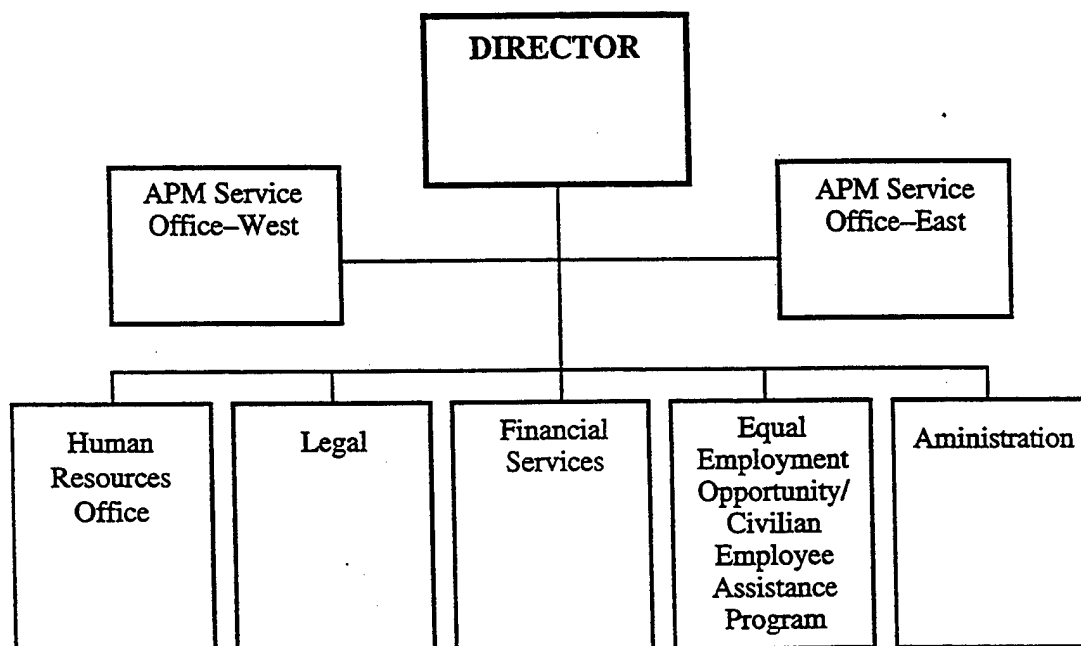 DIRECTOR
APM Service
Office–West
APM Service
Office–East
Human
Resources
Office
Legal
Financial
Services
Equal
Employment
Opportunity/
Civilian
Employee
Assistance
Program
Aministration